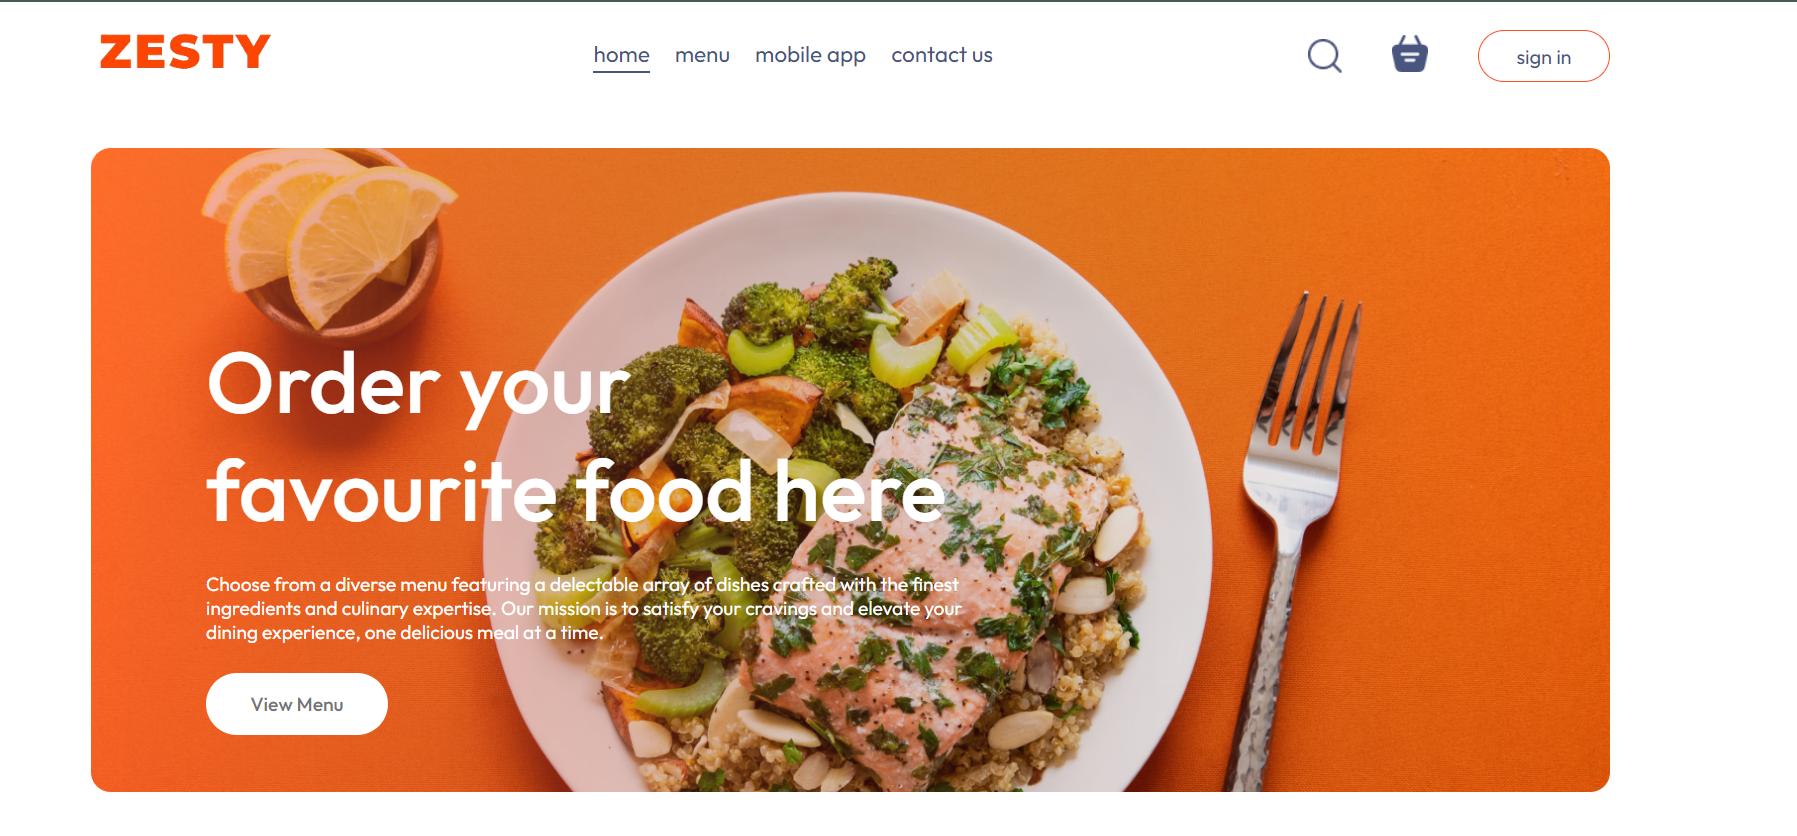 ZESTY
home menu mobile app contact us
sign in
Order your
favourite food here
Choose from a diverse menu featuring a delectable array of dishes crafted with the finest
ingredients and culinary expertise. Our mission is to satisfy your cravings and elevate your
dining experience, one delicious meal at a time.
View Menu